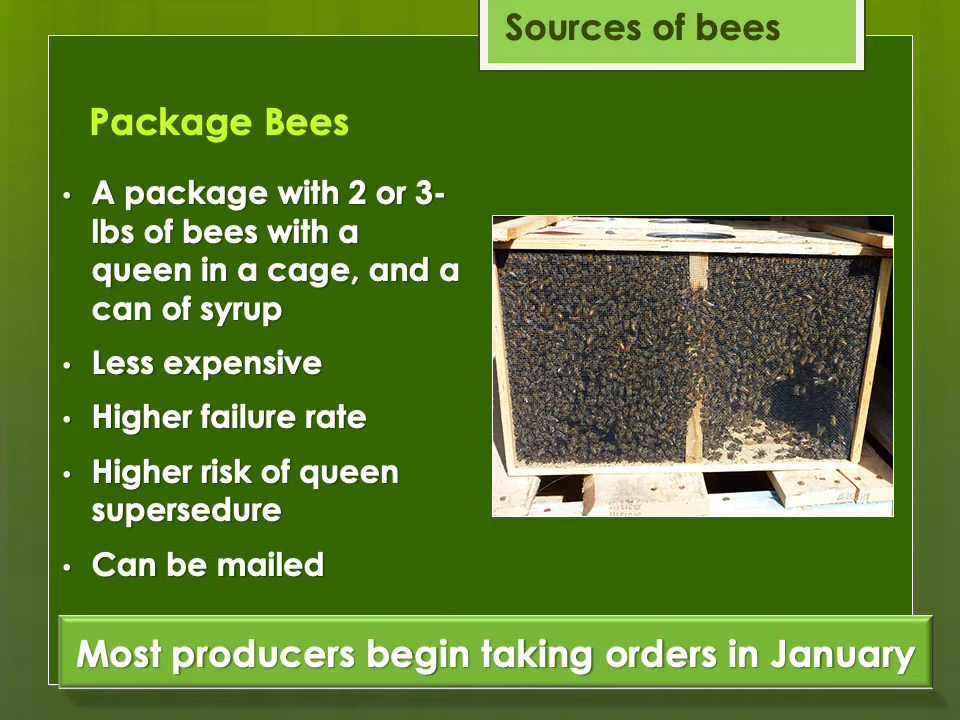 Sources of bees
Package Bees
• A package with 2 or 3-
lbs of bees with a
queen in a cage, and a
can of syrup
• Less expensive
• Higher failure rate
• Higher risk of queen
supersedure
• Can be mailed
Most producers begin taking orders in January